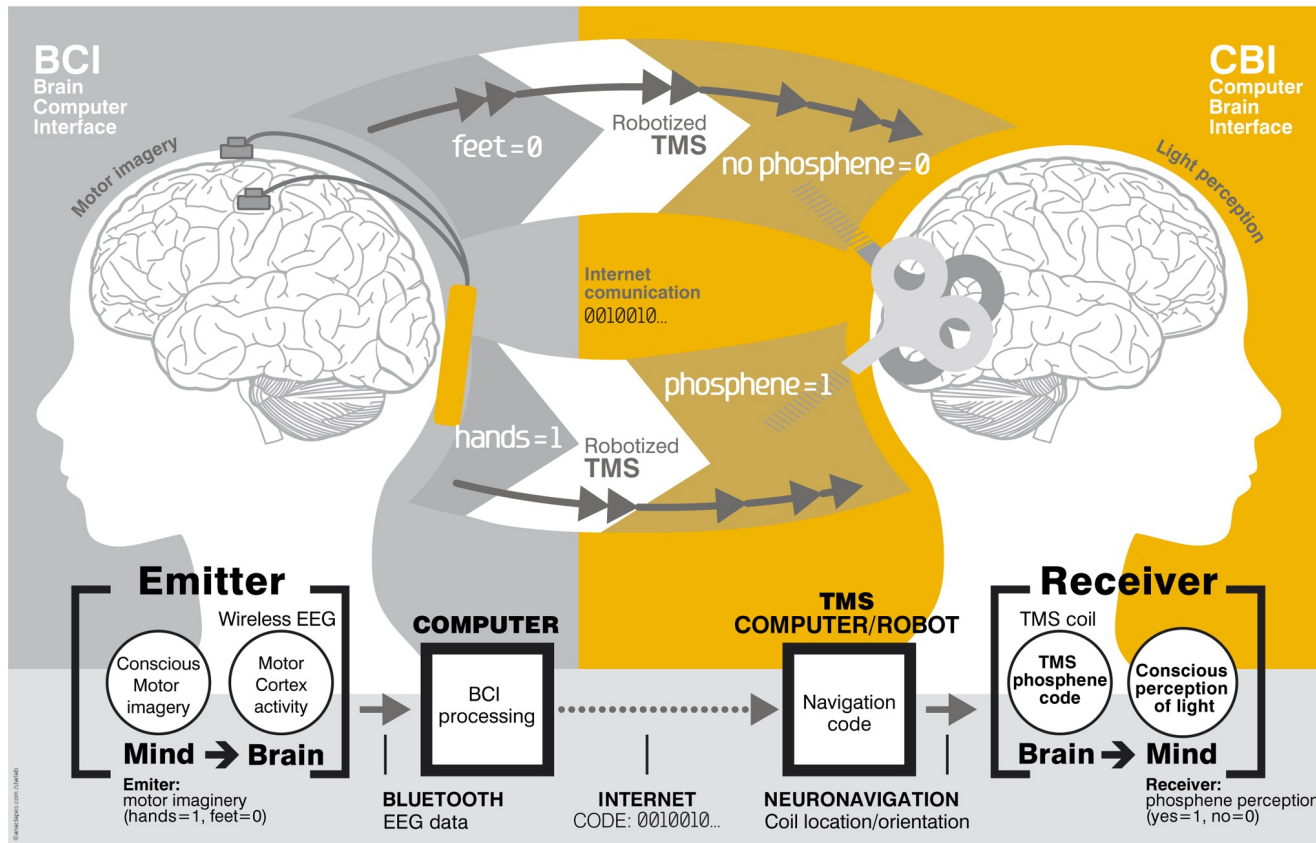 BCI
Brain
Computer
Interface
CBI
Computer
Brain
Interface
Motor imagery
feet=0
Robotized
TMS
no phosphene=0
Light perception
Internet
comunication
0010010...
phosphene=1
hands=1
Robotized
TMS
Emitter
Wireless EEG
Conscious
Motor
imagery
Motor
Cortex
activity
Mind
Brain
Emiter:
motor imaginery
(hands=1, feet=0)
COMPUTER
BCI
processing
BLUETOOTH
EEG data
INTERNET
CODE: 0010010...
TMS
COMPUTER/ROBOT
Navigation
code
NEURONAVIGATION
Coil location/orientation
Receiver
TMS coil
TMS
phosphene
code
Conscious
perception
of light
Brain
Mind
Receiver:
phosphene perception
(yes=1, no=0)